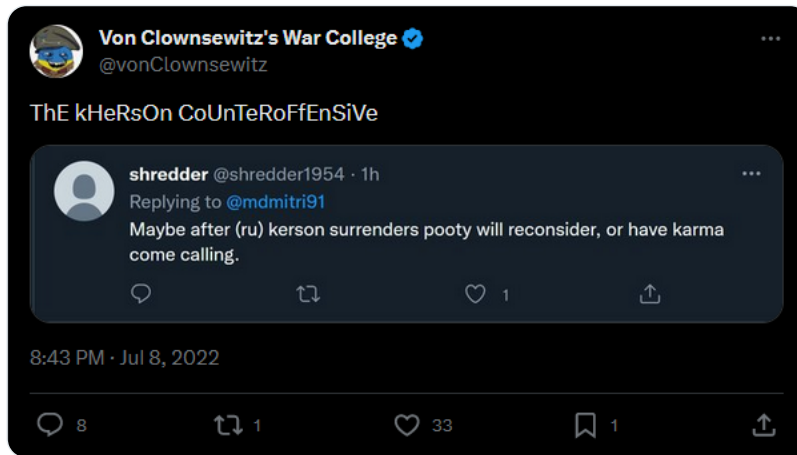 Von Clownsewitz's War College
@vonClownsewitz
ThE kHeRsOn CoUnTeRoFfEnSiVe
shredder @shredder1954 · 1h
Replying to @mdmitri91
Maybe after (ru) kerson surrenders pooty will reconsider, or have karma
come calling.
1
8:43 PM · Jul 8, 2022
8 1 33 1